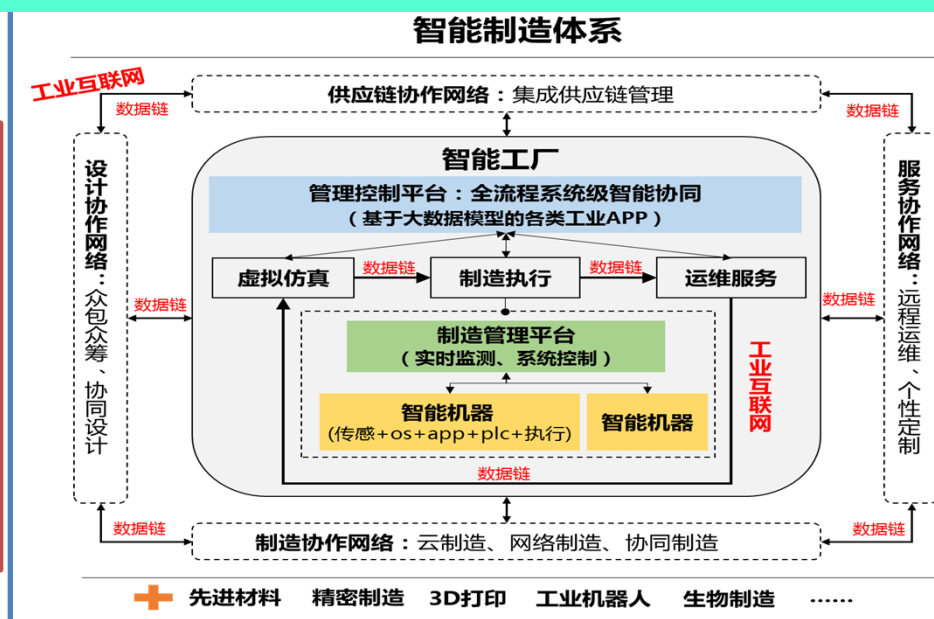 智能制造体系
工业互联网
供应链协作网络：集成供应链管理
数据链
数据链
设计协作网络：众包众筹、协同设计
智能工厂
管理控制平台：全流程系统级智能协同
（基于大数据模型的各类工业APP）
虚拟仿真
数据链
制造执行
数据链
运维服务
服务协作网络：远程运维、个性定制
数据链
数据链
制造管理平台
（实时监测、系统控制）
工业互联网
智能机器
(传感+os+app+plc+执行)
智能机器
数据链
数据链
数据链
制造协作网络：云制造、网络制造、协同制造
先进材料 精密制造 3D打印 工业机器人 生物制造 ……